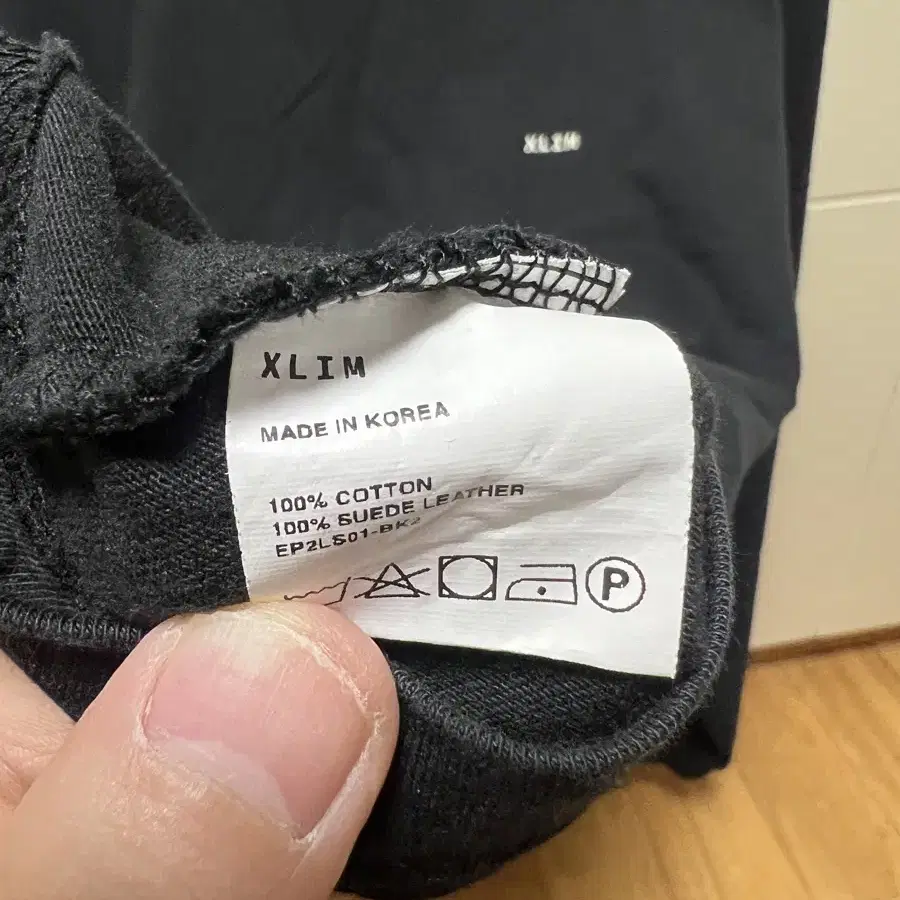 XLIM
XLIM
MADE IN KOREA
100% COTTON
100% SUEDE LEATHER
EP2LS01-BK2
P